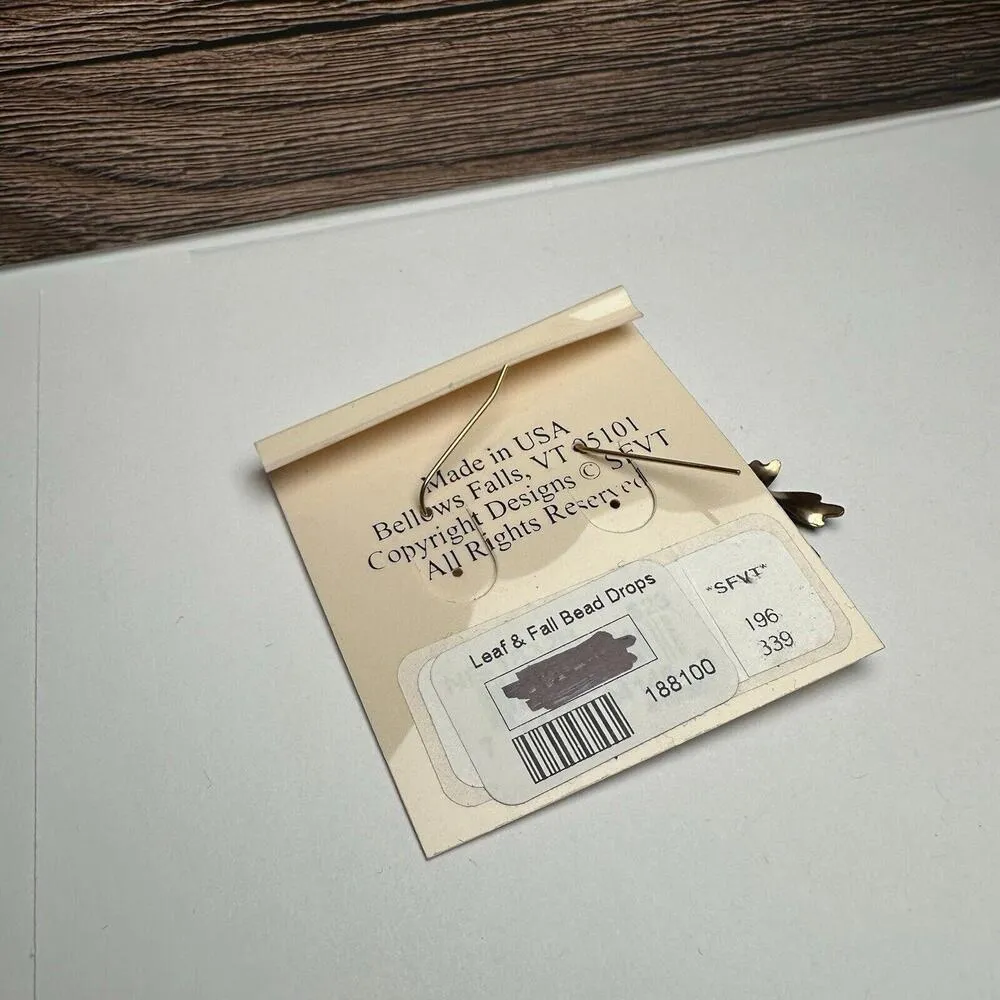 Made in USA
Bellows Falls, VT 05101
Copyright Designs © SFVT
All Rights Reserved
Leaf & Fall Bead Drops
188100
*SFVT*
196
339